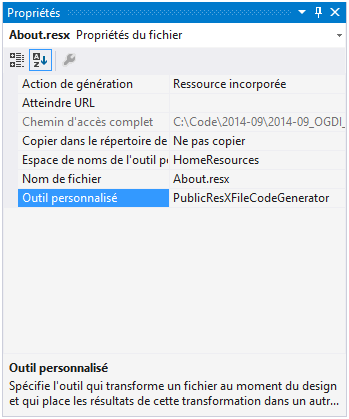 Propriétés
About.resx Propriétés du fichier
Action de génération Ressource incorporée
Atteindre URL
Chemin d'accès complet C:\Code\2014-09\2014-09_OGDI_
Copier dans le répertoire de Ne pas copier
Espace de noms de l'outil pe HomeResources
Nom de fichier About.resx
Outil personnalisé PublicResXFileCodeGenerator
Outil personnalisé
Spécifie l'outil qui transforme un fichier au moment du design
et qui place les résultats de cette transformation dans un autr...